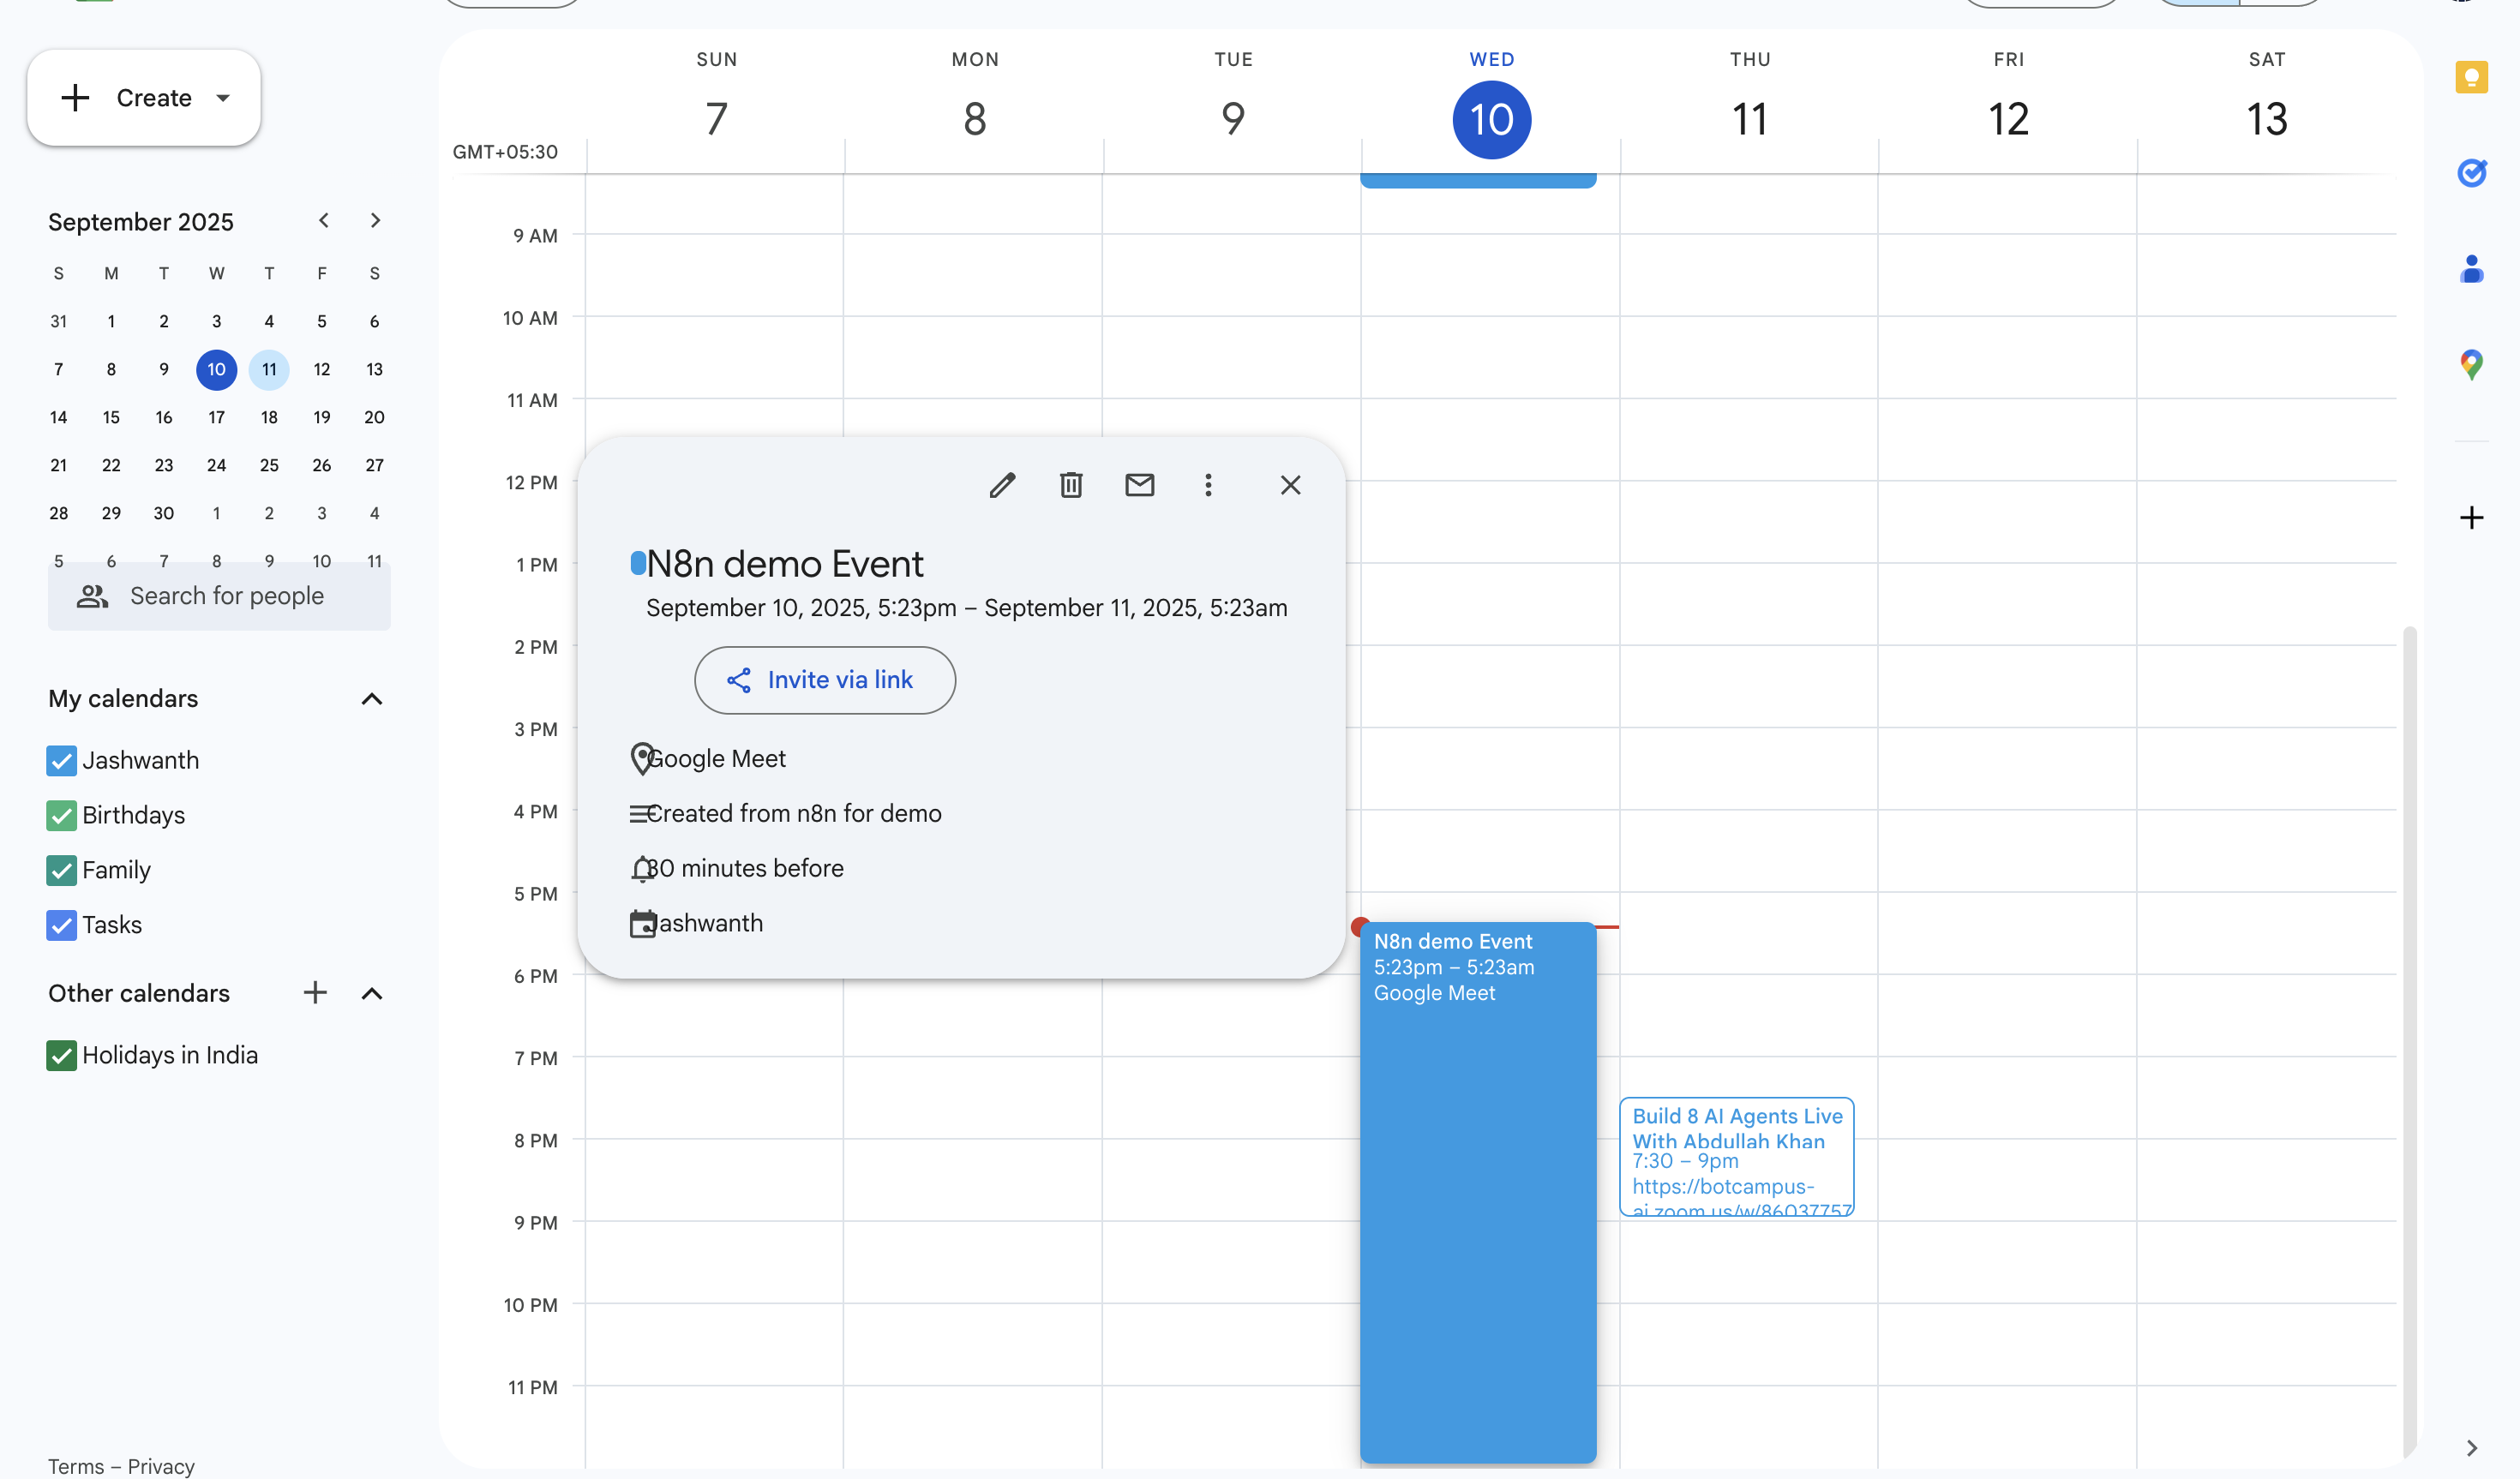 Create
September 2025
S M T W T F S
31 1 2 3 4 5 6
7 8 9 10 11 12 13
14 15 16 17 18 19 20
21 22 23 24 25 26 27
28 29 30 1 2 3 4
5 6 7 8 9 10 11
Search for people
My calendars
Jashwanth
Birthdays
Family
Tasks
Other calendars
Holidays in India
Terms – Privacy
SUN MON TUE WED THU FRI SAT
7 8 9 10 11 12 13
GMT+05:30
9 AM
10 AM
11 AM
12 PM
1 PM
2 PM
3 PM
4 PM
5 PM
6 PM
7 PM
8 PM
9 PM
10 PM
11 PM
N8n demo Event
September 10, 2025, 5:23pm – September 11, 2025, 5:23am
Invite via link
Google Meet
Created from n8n for demo
30 minutes before
Jashwanth
N8n demo Event
5:23pm – 5:23am
Google Meet
Build 8 AI Agents Live
With Abdullah Khan
7:30 – 9pm
https://botcampus-
ai.zoom.us/w/86037757